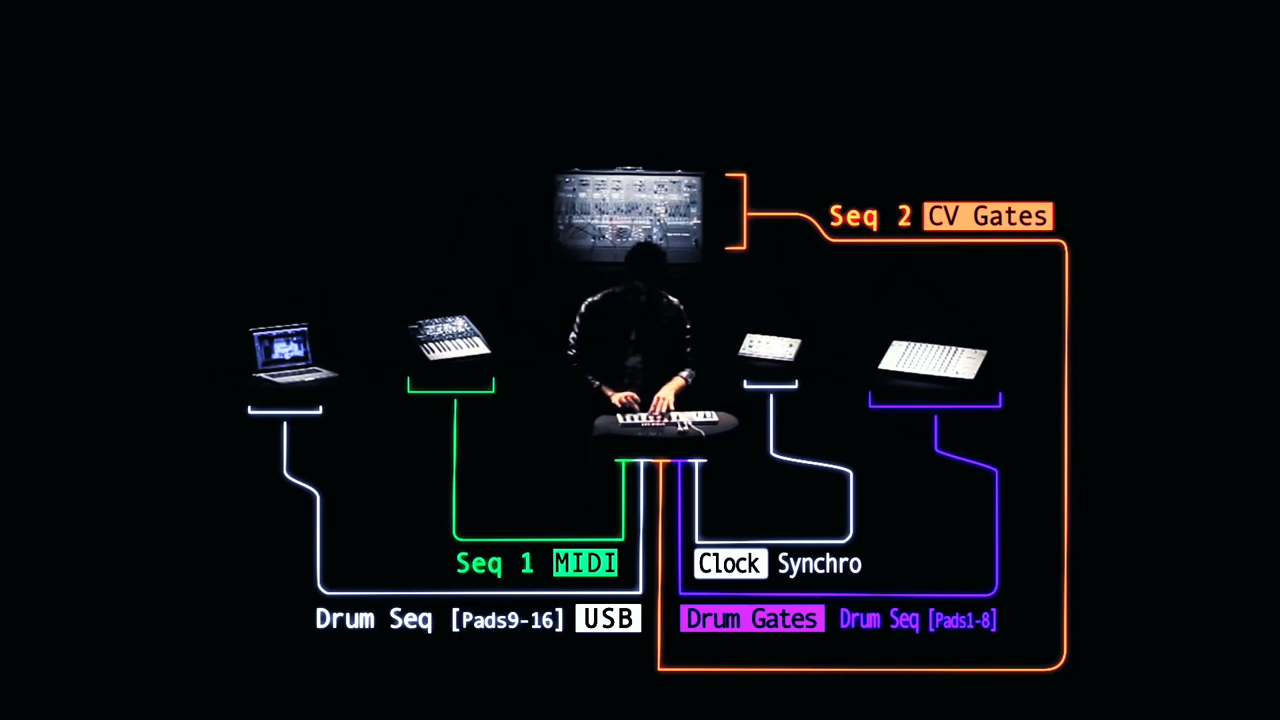 Seq 2 CV Gates
Seq 1 MIDI
Clock Synchro
Drum Seq [Pads9-16] USB
Drum Gates Drum Seq [Pads1-8]